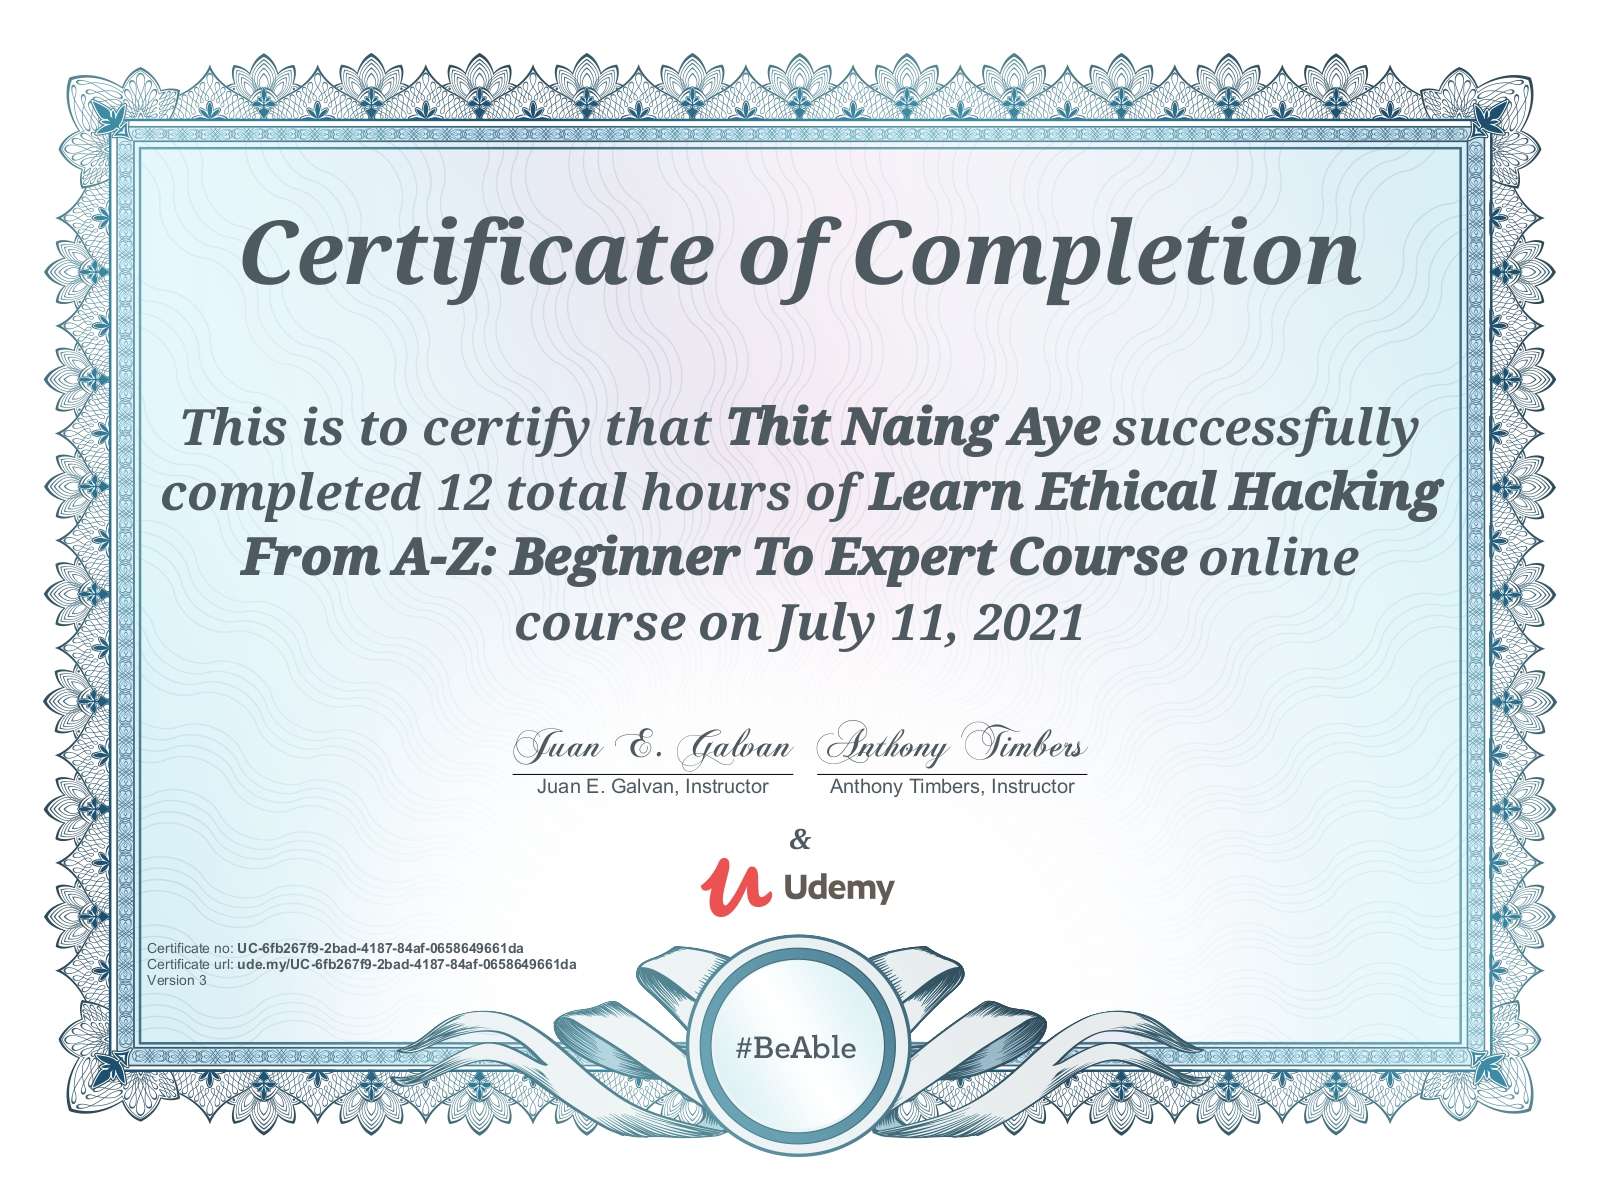 Certificate of Completion
This is to certify that Thit Naing Aye successfully
completed 12 total hours of Learn Ethical Hacking
From A-Z: Beginner To Expert Course online
course on July 11, 2021
Juan E. Galvan Anthony Timbers
Juan E. Galvan, Instructor Anthony Timbers, Instructor
&
Udemy
Certificate no: UC-6fb267f9-2bad-4187-84af-0658649661da
Certificate url: ude.my/UC-6fb267f9-2bad-4187-84af-0658649661da
Version 3
#BeAble